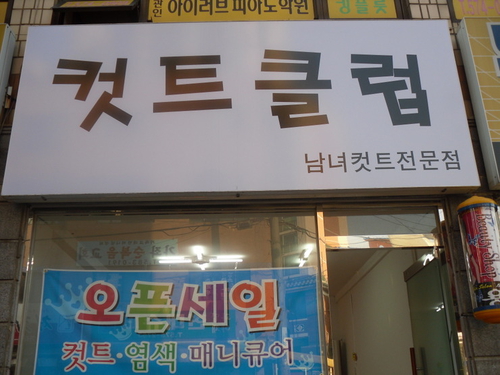 아이러브피아노학원
컷트클럽
남녀컷트전문점
오픈세일
컷트·염색·매니큐어